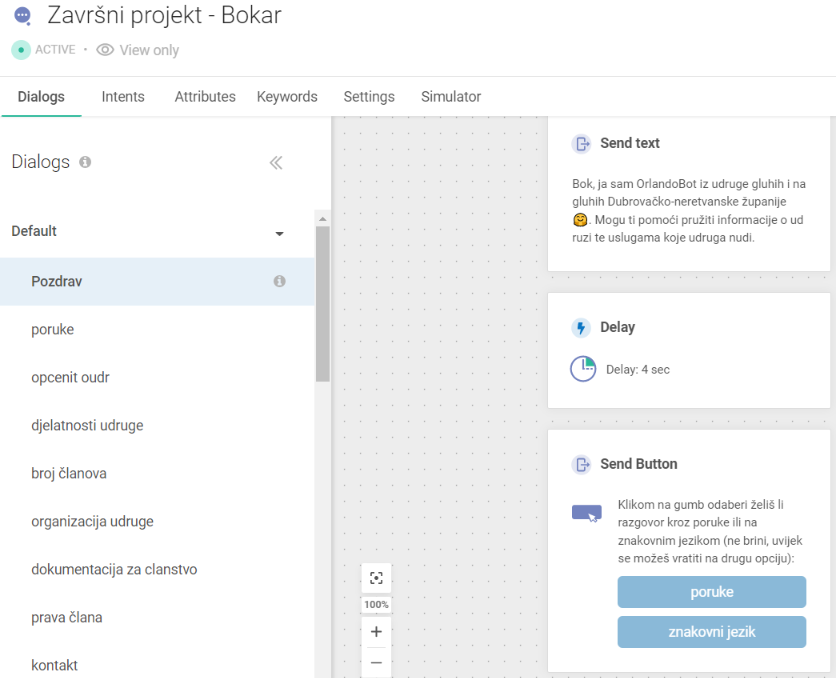 Završni projekt - Bokar
ACTIVE • View only
Dialogs Intents Attributes Keywords Settings Simulator
Dialogs
Default
Pozdrav
poruke
opcenit oudr
djelatnosti udruge
broj članova
organizacija udruge
dokumentacija za clanstvo
prava člana
kontakt
Send text
Bok, ja sam OrlandoBot iz udruge gluhih i na
gluhih Dubrovačko-neretvanske županije
🤗. Mogu ti pomoći pružiti informacije o ud
ruzi te uslugama koje udruga nudi.
Delay
Delay: 4 sec
Send Button
Klikom na gumb odaberi želiš li
razgovor kroz poruke ili na
znakovnim jezikom (ne brini, uvijek
se možeš vratiti na drugu opciju):
poruke
znakovni jezik
100%